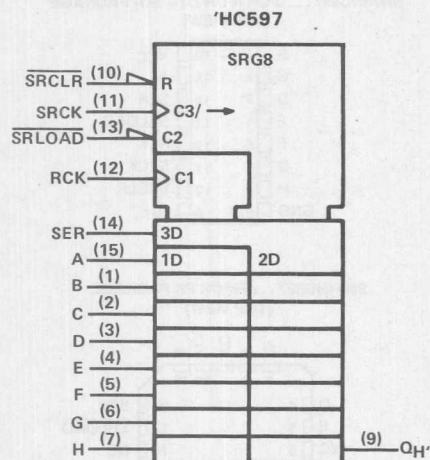 'HC597
SRG8
SRCLR (10) R
SRCK (11) C3/
SRLOAD (13) C2
RCK (12) C1
SER (14) 3D
A (15) 1D 2D
B (1)
C (2)
D (3)
E (4)
F (5)
G (6)
H (7) (9) QH'